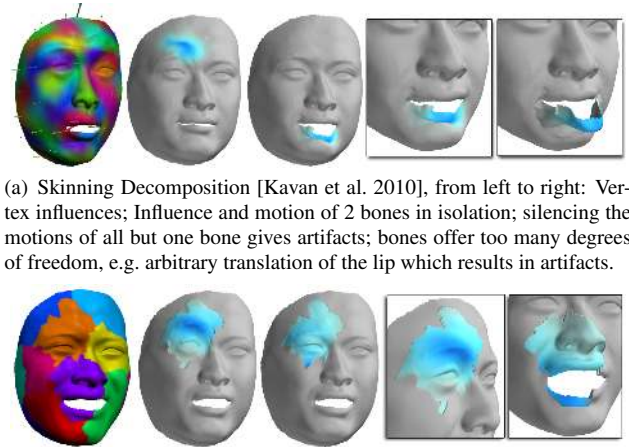 (a) Skinning Decomposition [Kavan et al. 2010], from left to right: Ver-
tex influences; Influence and motion of 2 bones in isolation; silencing the
motions of all but one bone gives artifacts; bones offer too many degrees
of freedom, e.g. arbitrary translation of the lip which results in artifacts.